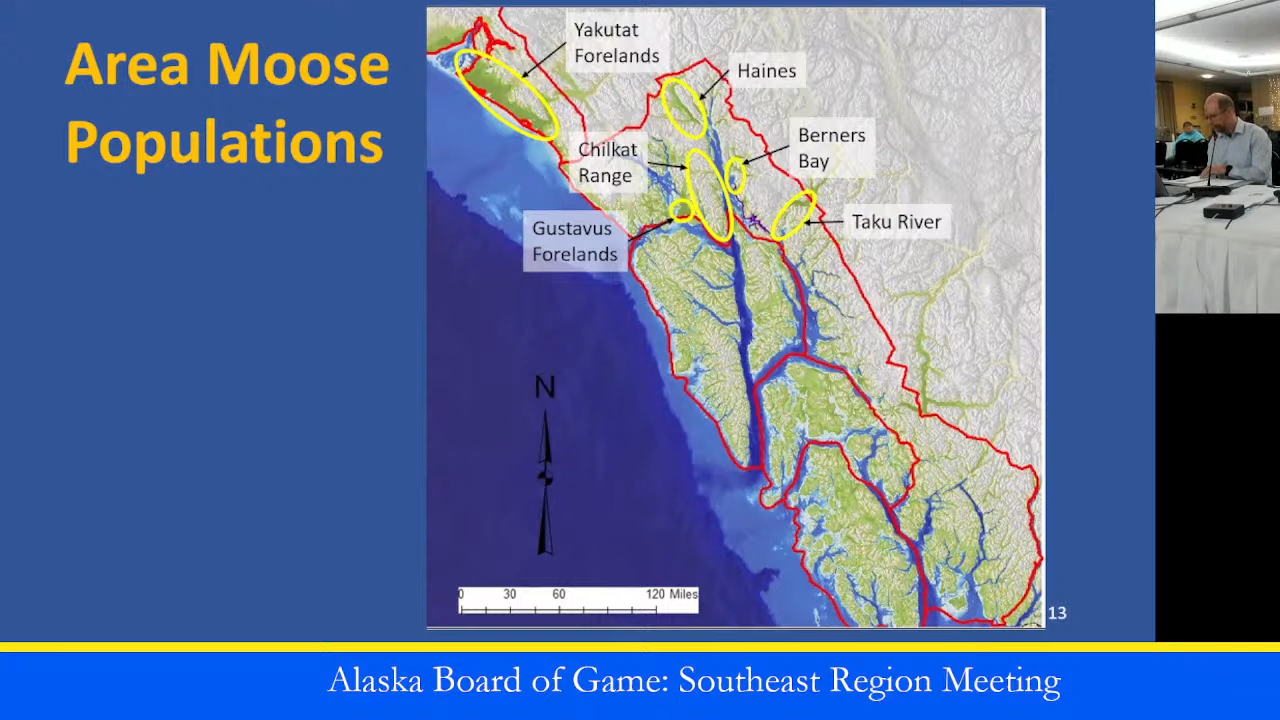 Area Moose
Populations
Yakutat
Forelands
Haines
Chilkat
Range
Berners
Bay
Gustavus
Forelands
Taku River
N
0 30 60 120 Miles
13
Alaska Board of Game: Southeast Region Meeting